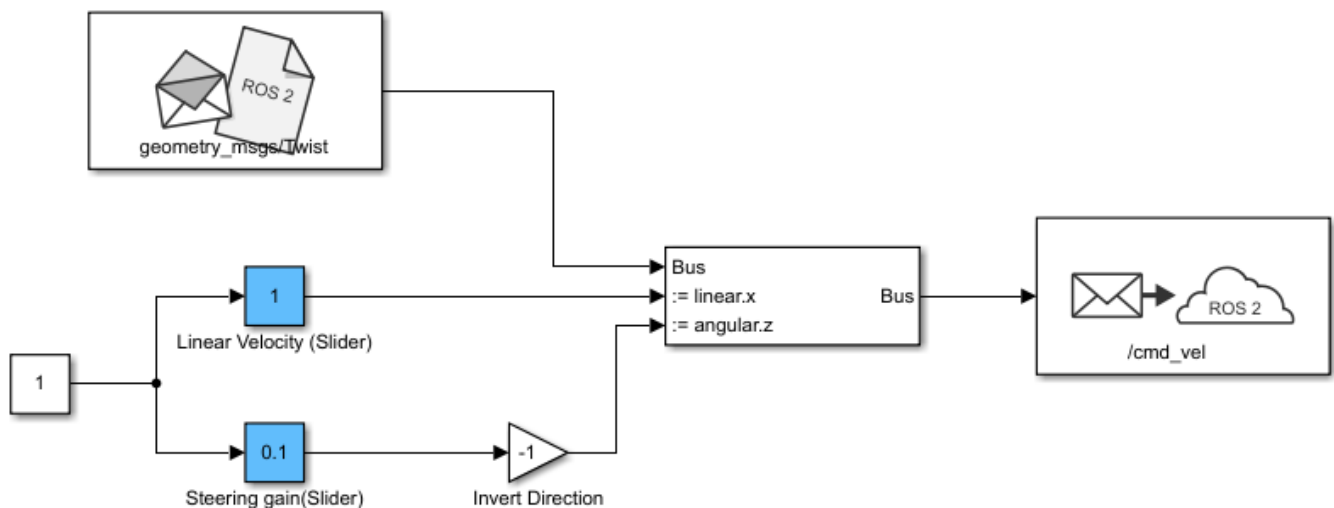 ROS 2
geometry_msgs/Twist
Bus
:= linear.x
:= angular.z
Bus
ROS 2
/cmd_vel
1
Linear Velocity (Slider)
1
0.1
Steering gain(Slider)
-1
Invert Direction